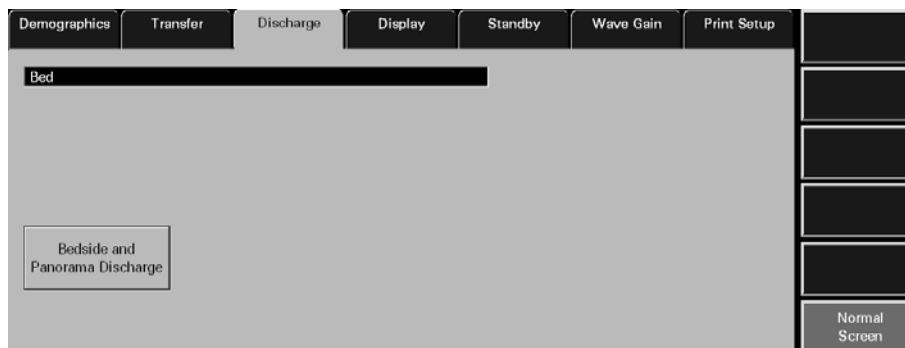 Demographics Transfer Discharge Display Standby Wave Gain Print Setup
Bed
Bedside and
Panorama Discharge
Normal
Screen